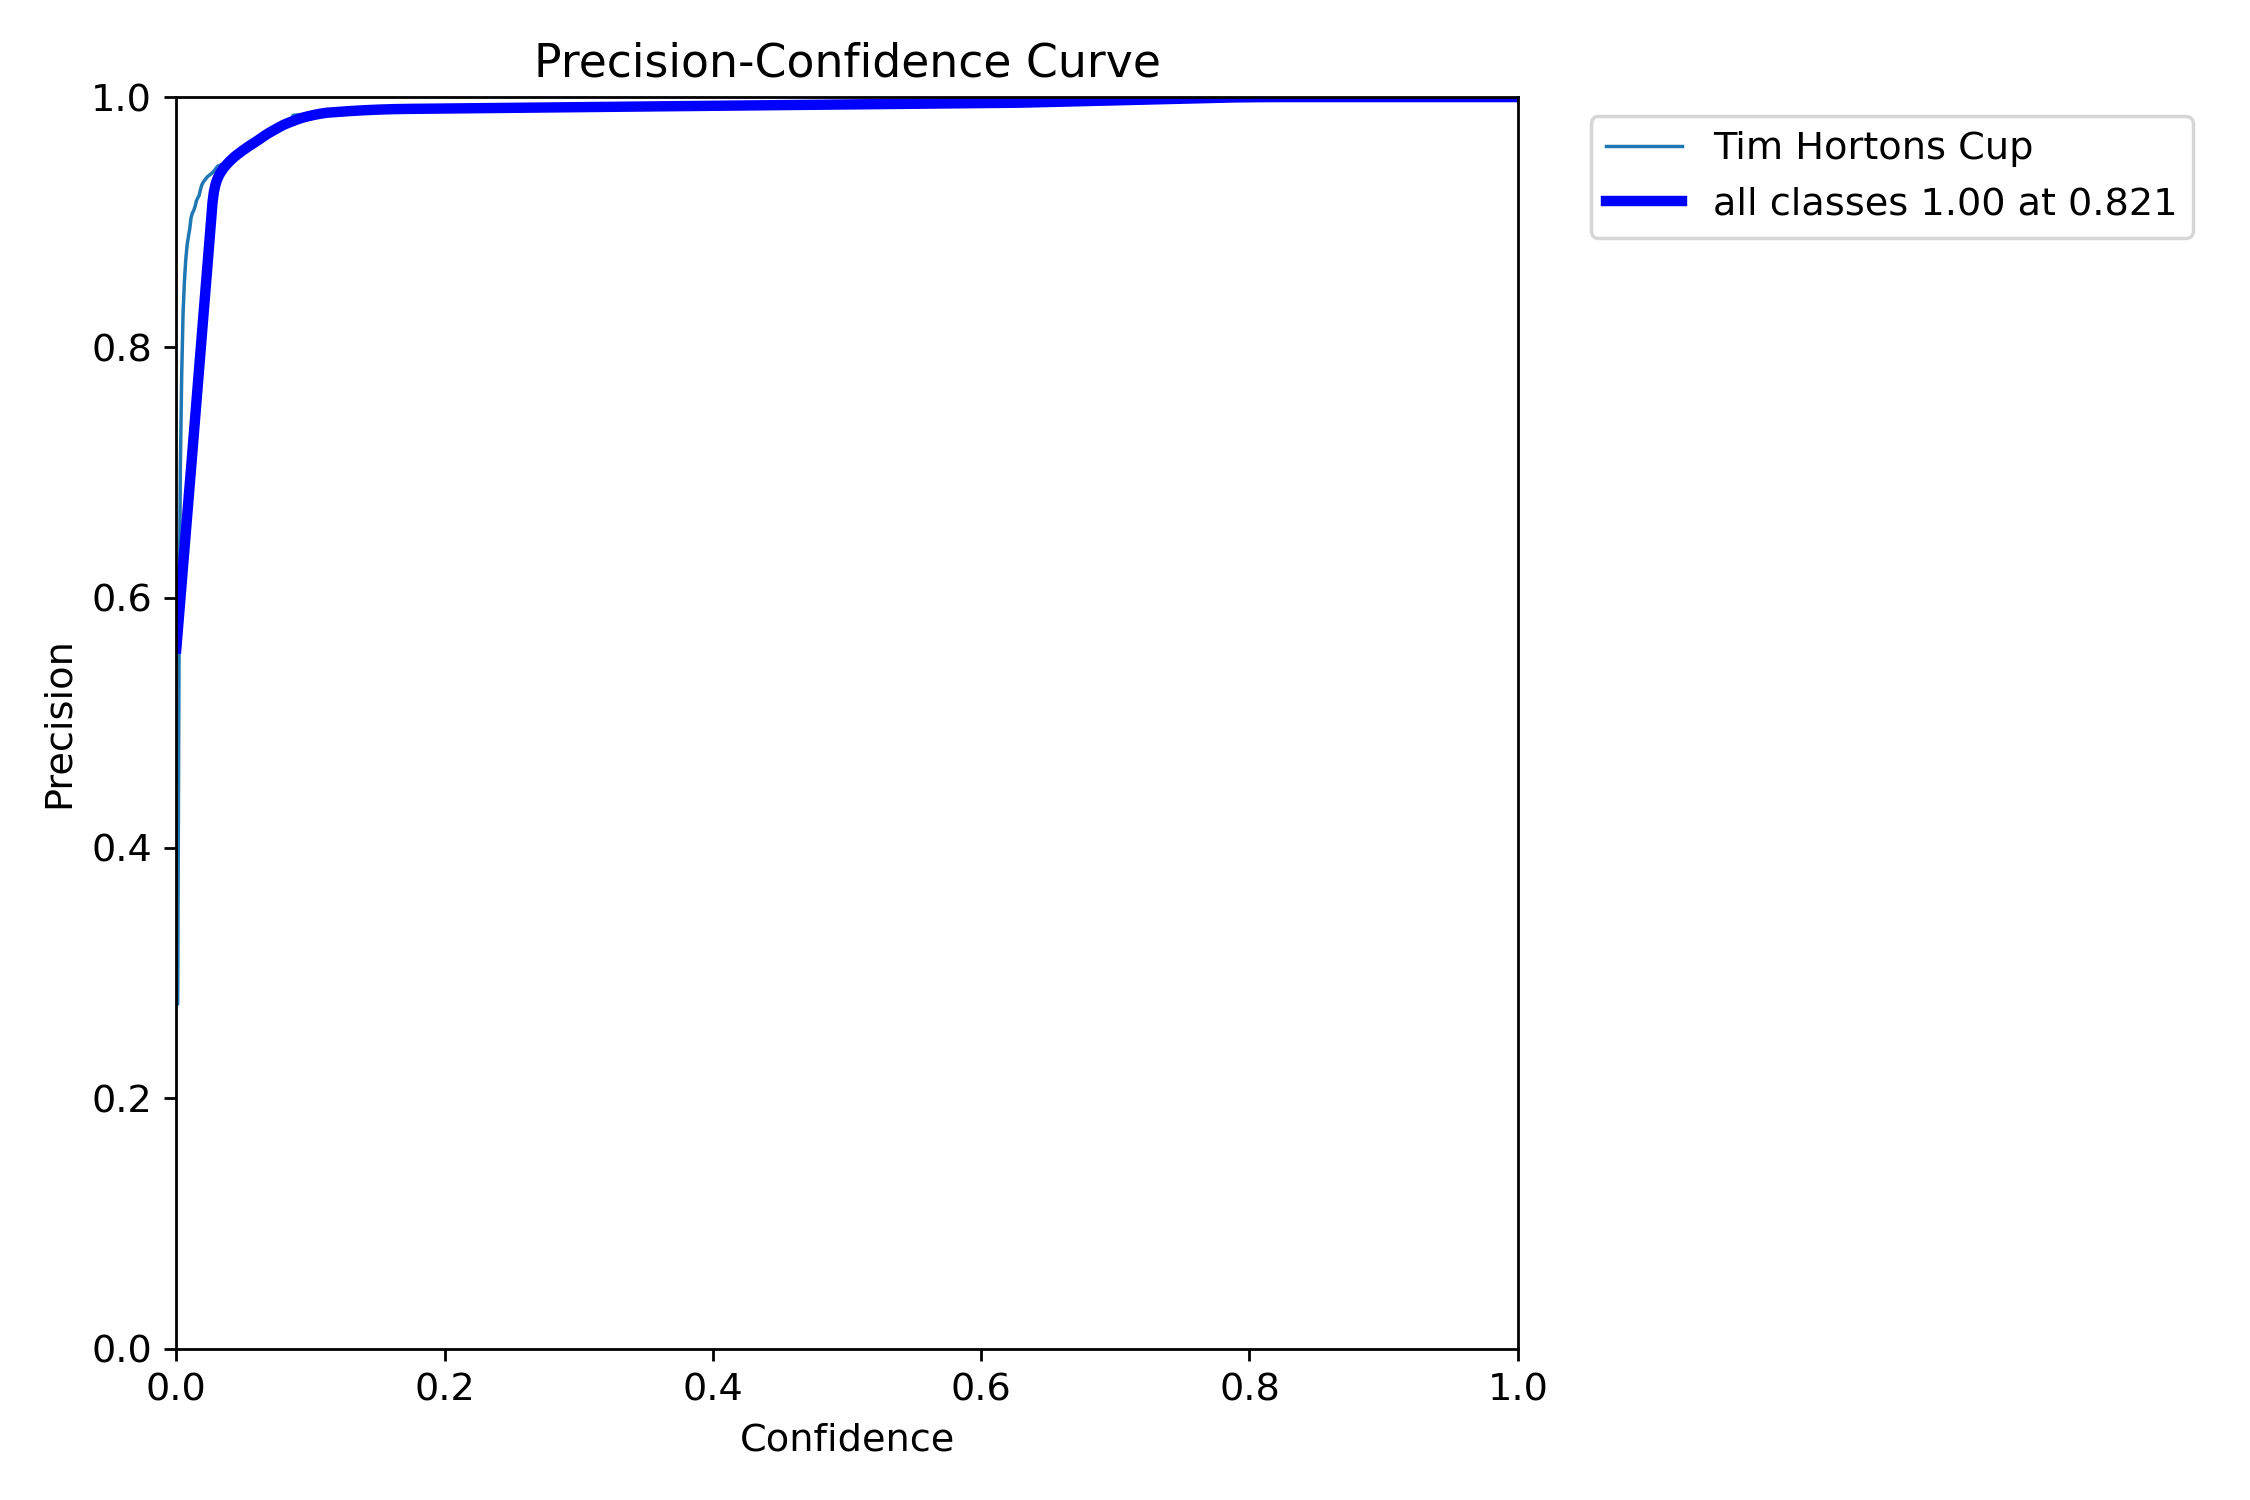 Precision-Confidence Curve
1.0
0.8
0.6
0.4
0.2
0.0
Precision
0.0 0.2 0.4 0.6 0.8 1.0
Confidence
Tim Hortons Cup
all classes 1.00 at 0.821